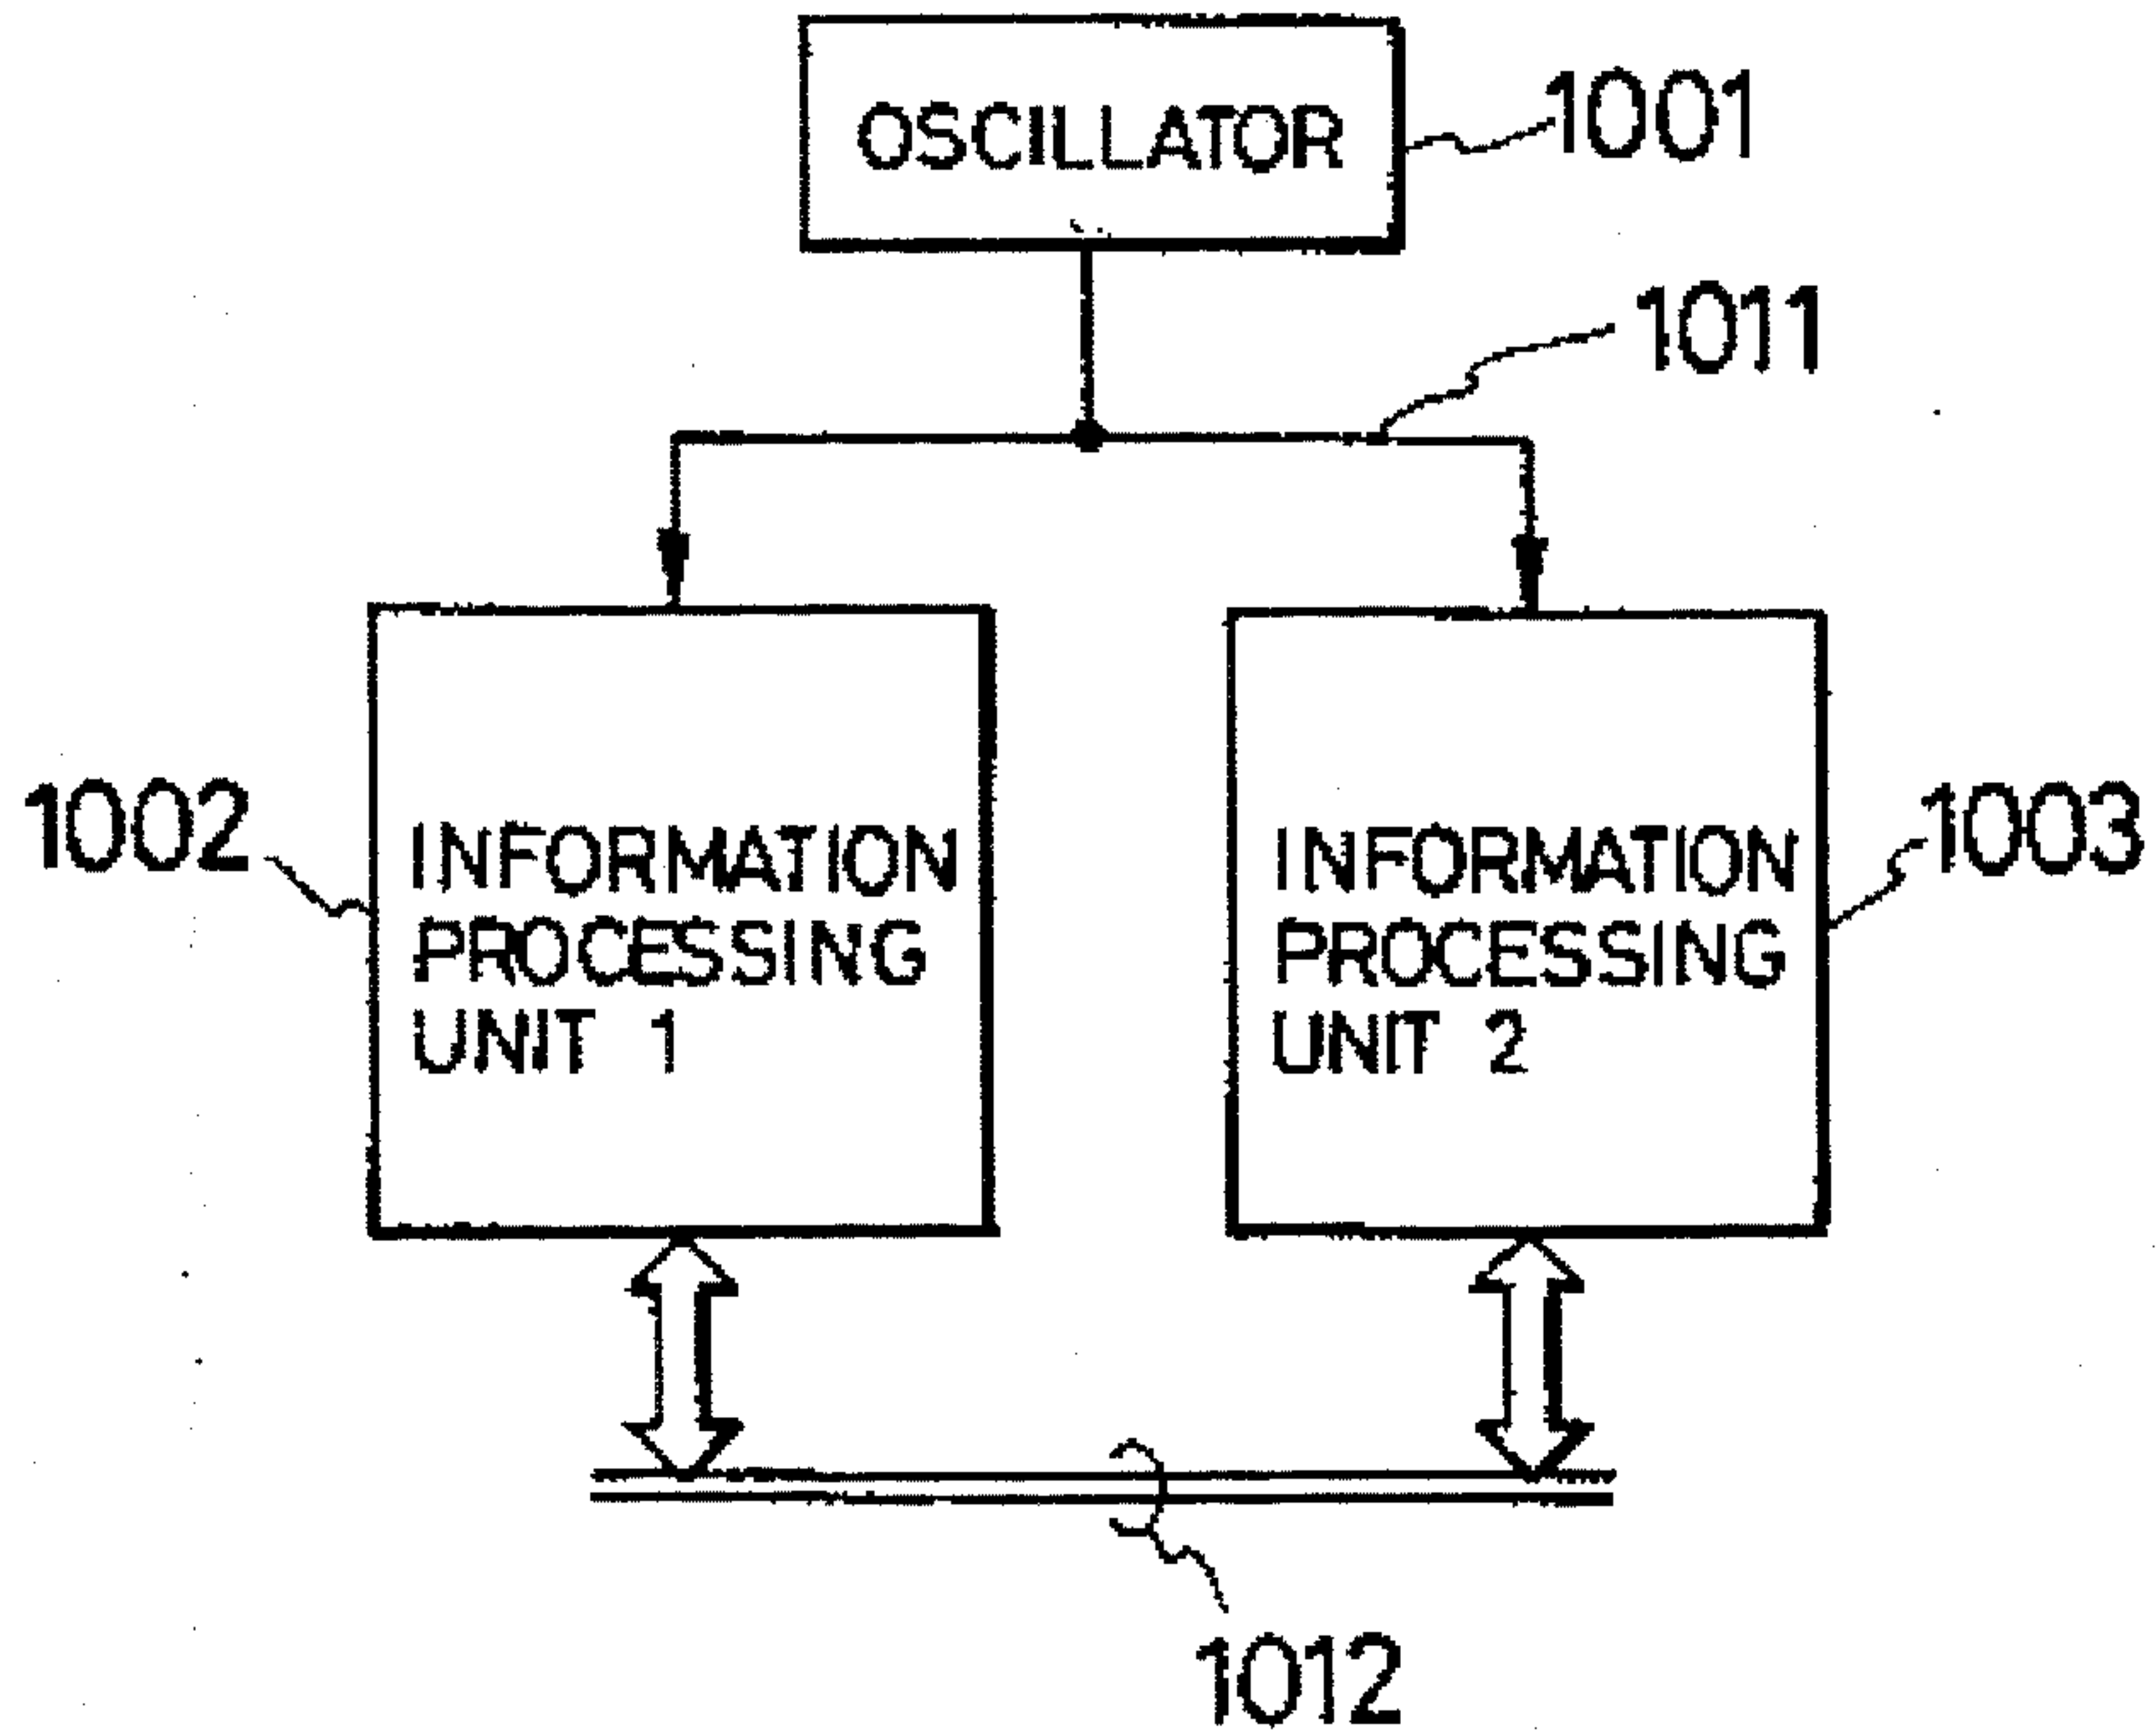 OSCILLATOR
1001
1011
1002
INFORMATION
PROCESSING
UNIT 1
INFORMATION
PROCESSING
UNIT 2
1003
1012